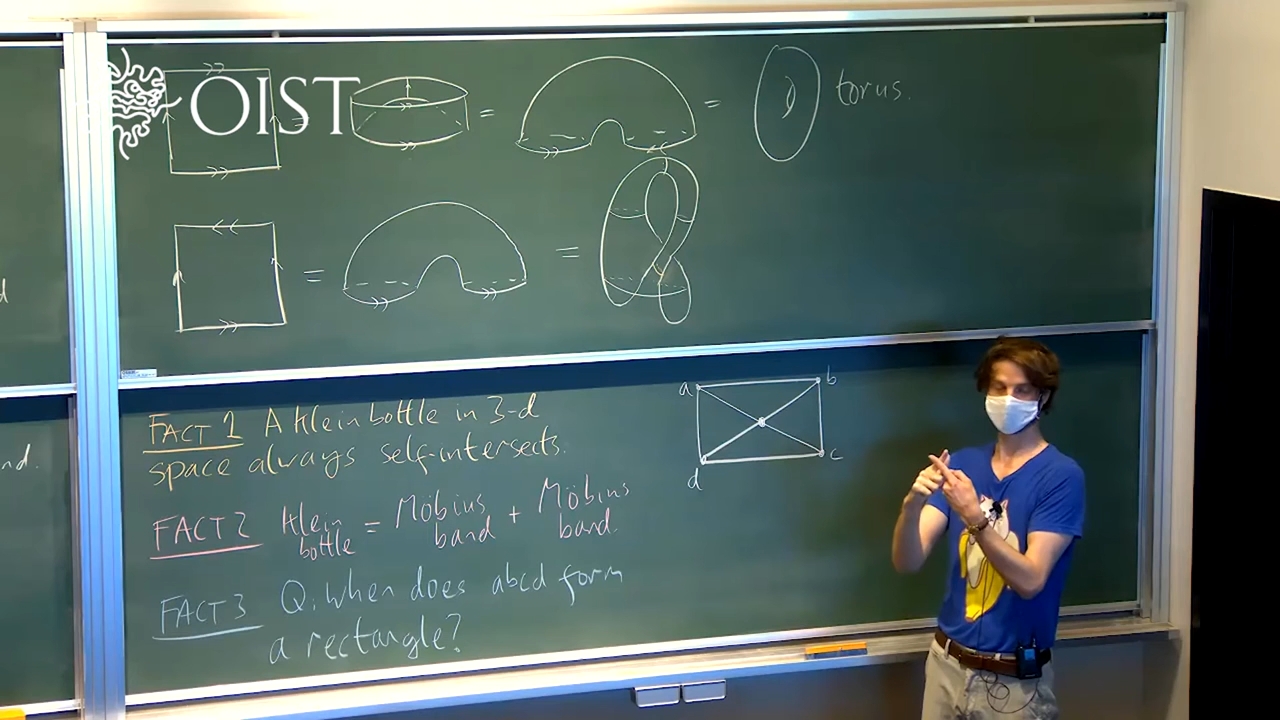 OIST
=
=
torus.
=
=
a
b
FACT 1 A Klein bottle in 3-d
space always self-intersects.
c
d
FACT 2 Klein bottle = Möbius band + Möbius band.
FACT 3 Q: When does abcd form
a rectangle?
nd.